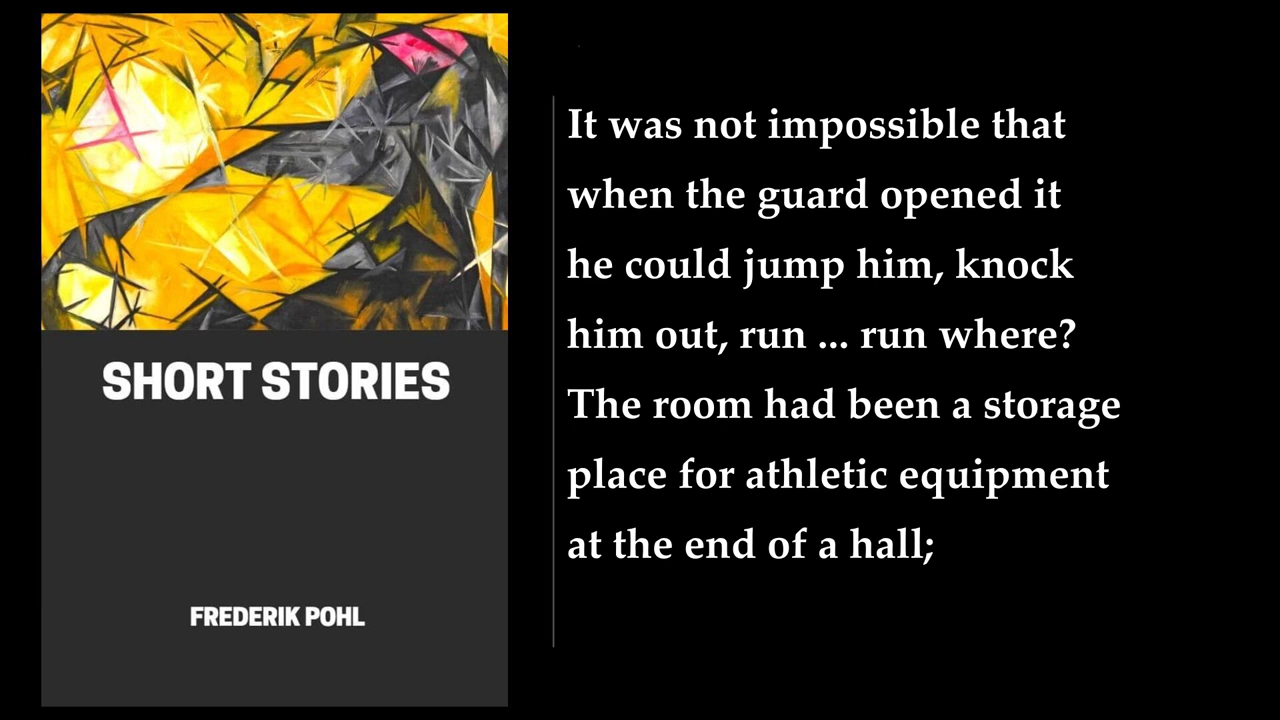 SHORT STORIES
FREDERIK POHL
It was not impossible that
when the guard opened it
he could jump him, knock
him out, run ... run where?
The room had been a storage
place for athletic equipment
at the end of a hall;